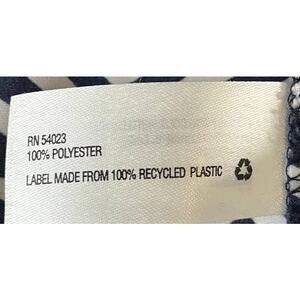 RN 54023
100% POLYESTER
LABEL MADE FROM 100% RECYCLED PLASTIC